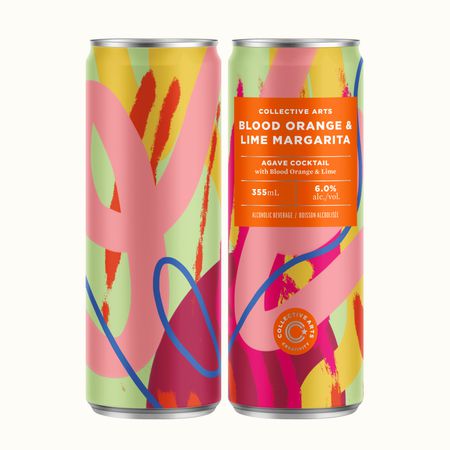 COLLECTIVE ARTS
BLOOD ORANGE &
LIME MARGARITA
AGAVE COCKTAIL
with Blood Orange & Lime
355mL
6.0%
alc./vol.
ALCOHOLIC BEVERAGE / BOISSON ALCOOLISÉE
COLLECTIVE ARTS
C
CREATIVITY